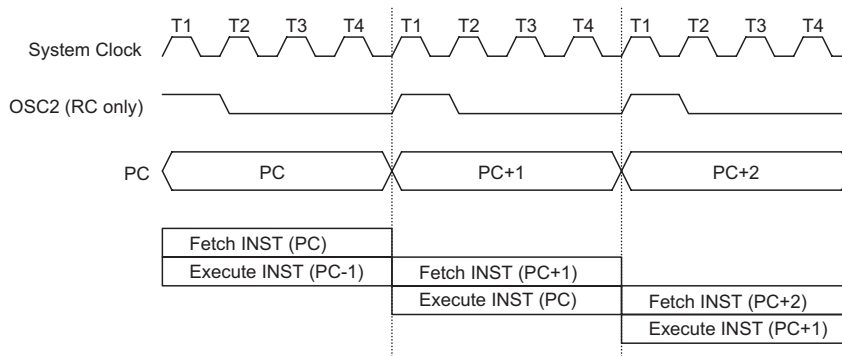 T1 T2 T3 T4 T1 T2 T3 T4 T1 T2 T3 T4
System Clock
OSC2 (RC only)
PC PC PC+1 PC+2
Fetch INST (PC)
Execute INST (PC-1) Fetch INST (PC+1)
Execute INST (PC) Fetch INST (PC+2)
Execute INST (PC+1)